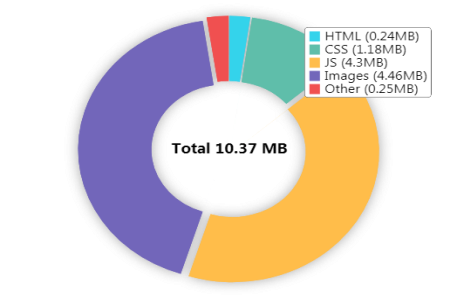 HTML (0.24MB)
CSS (1.18MB)
JS (4.3MB)
Images (4.46MB)
Other (0.25MB)
Total 10.37 MB